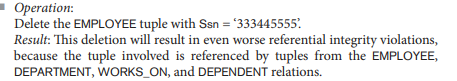 ■ Operation:
Delete the EMPLOYEE tuple with Ssn = ‘333445555’.
Result: This deletion will result in even worse referential integrity violations,
because the tuple involved is referenced by tuples from the EMPLOYEE,
DEPARTMENT, WORKS_ON, and DEPENDENT relations.